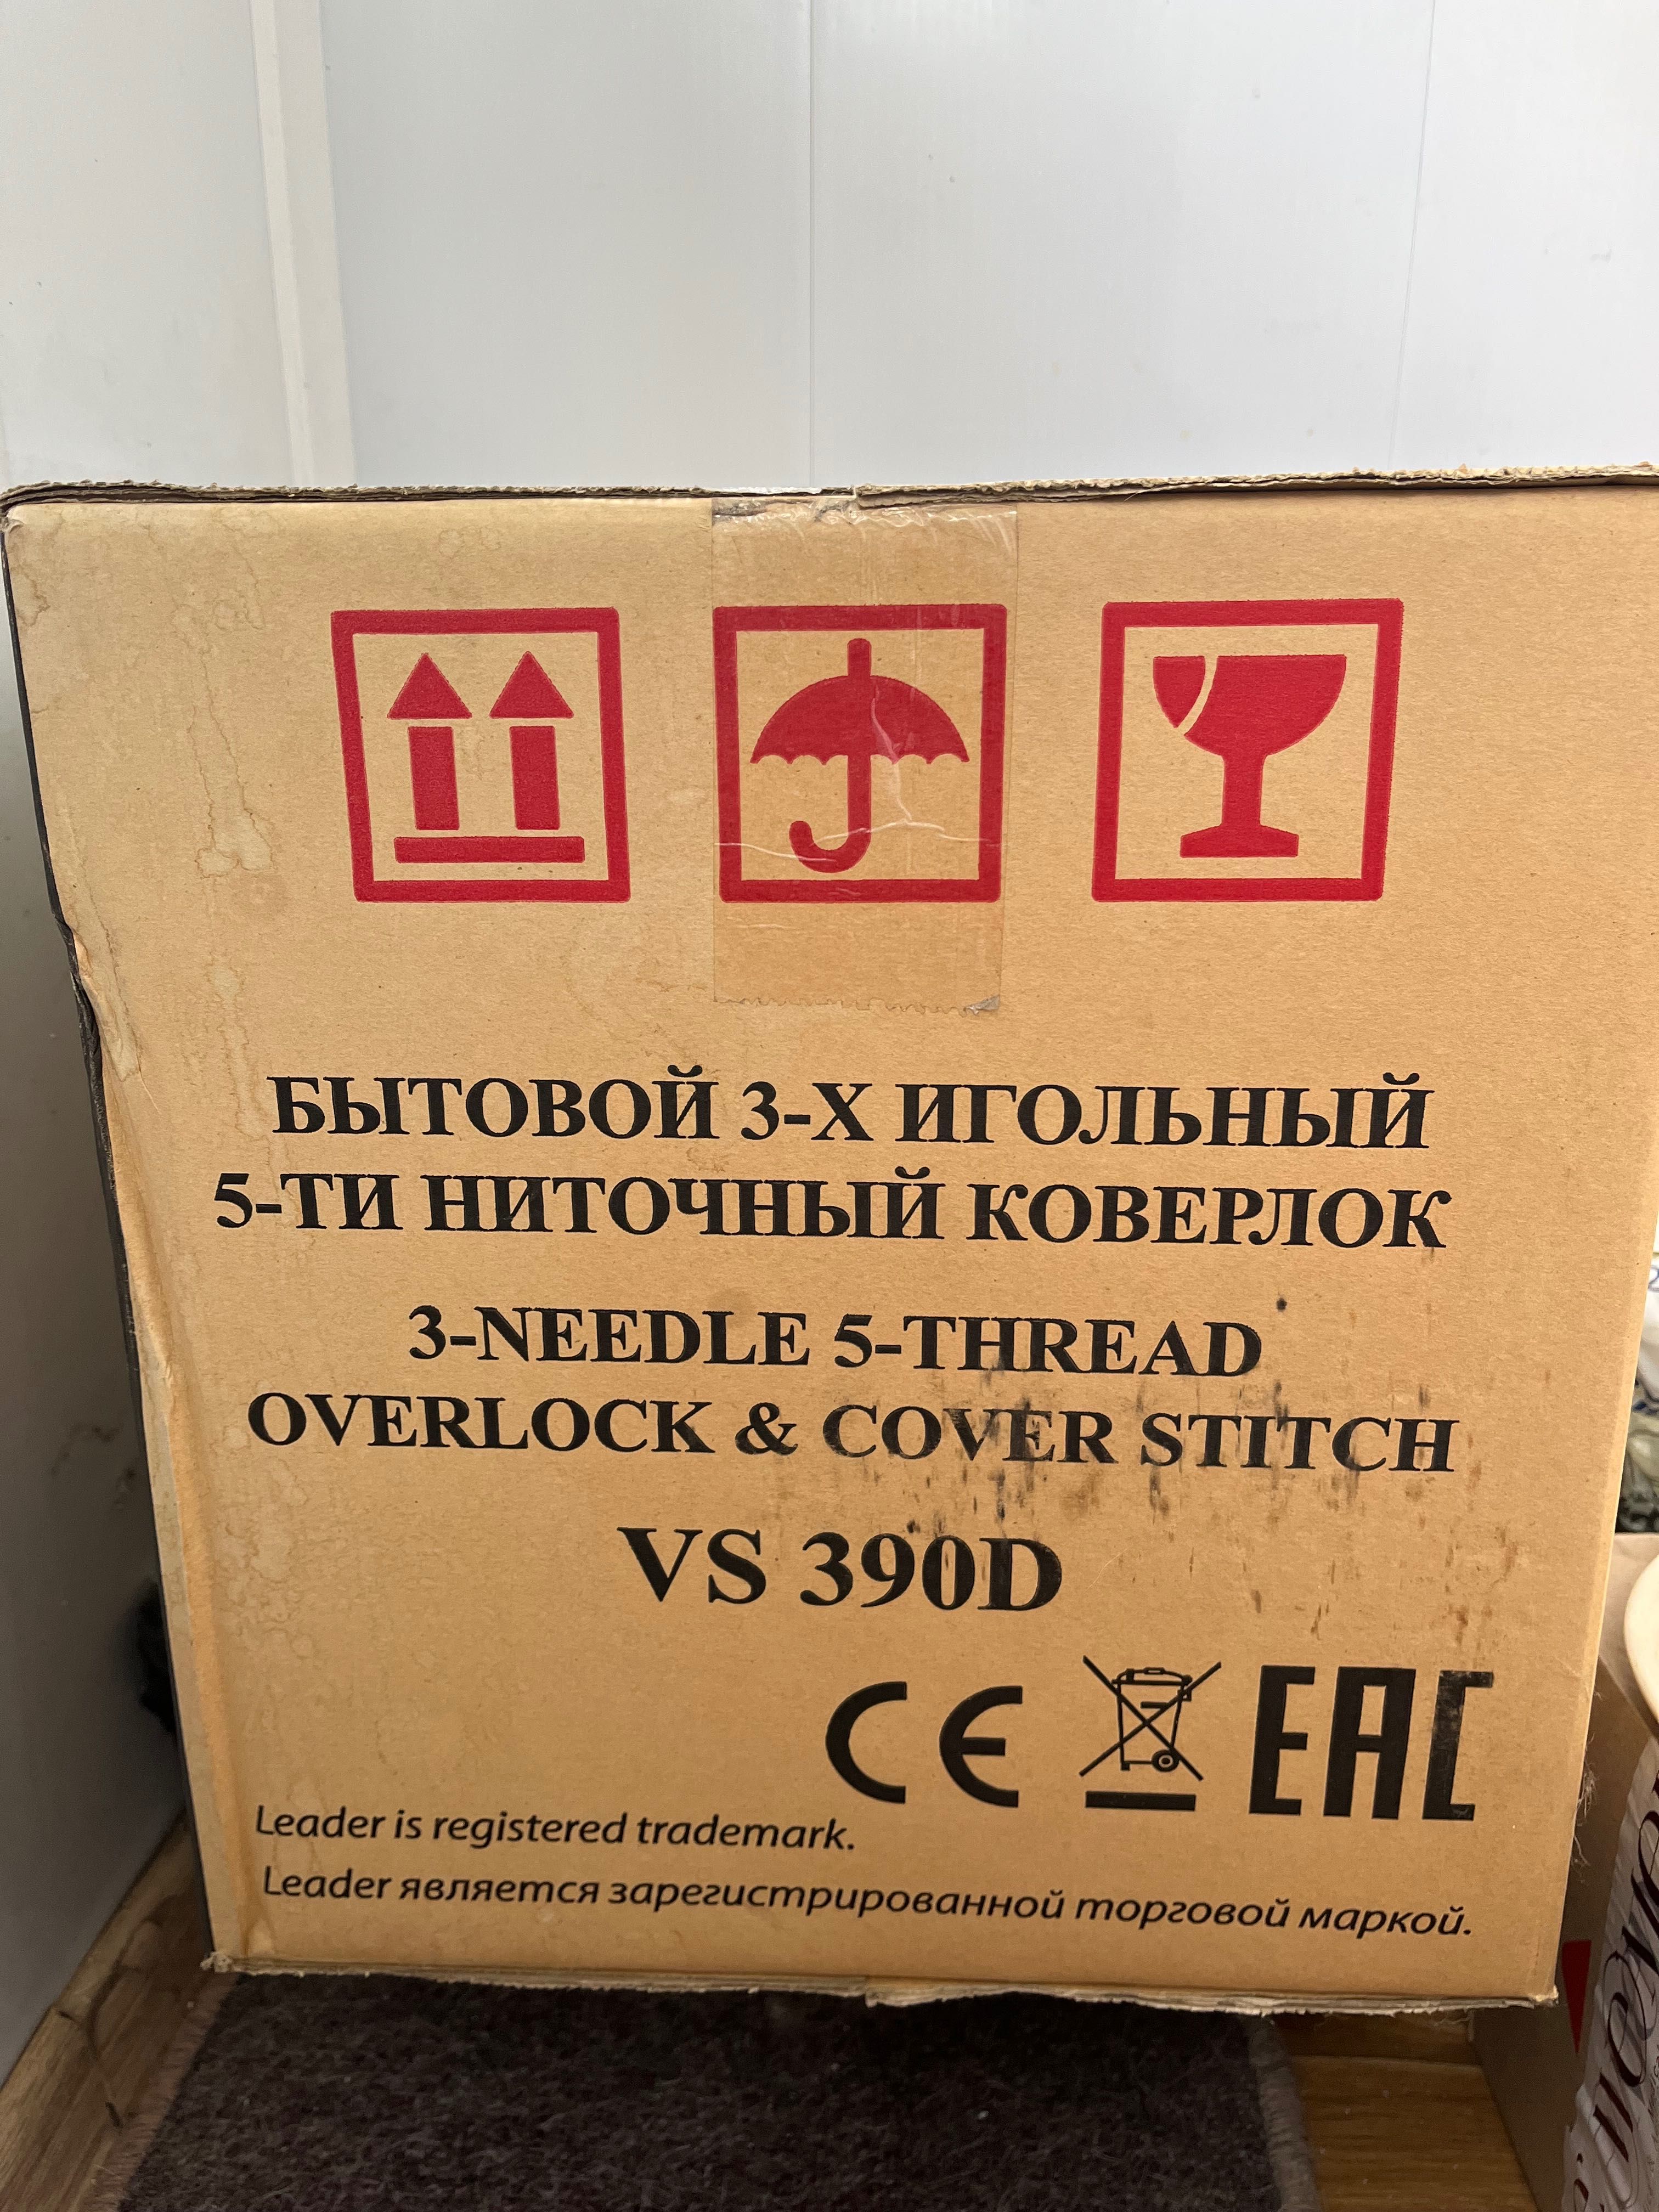 БЫТОВОЙ 3-Х ИГОЛЬНЫЙ
5-ТИ НИТОЧНЫЙ КОВЕРЛОК
3-NEEDLE 5-THREAD
OVERLOCK & COVER STITCH
VS 390D
CE EAC
Leader is registered trademark.
Leader является зарегистрированной торговой маркой.